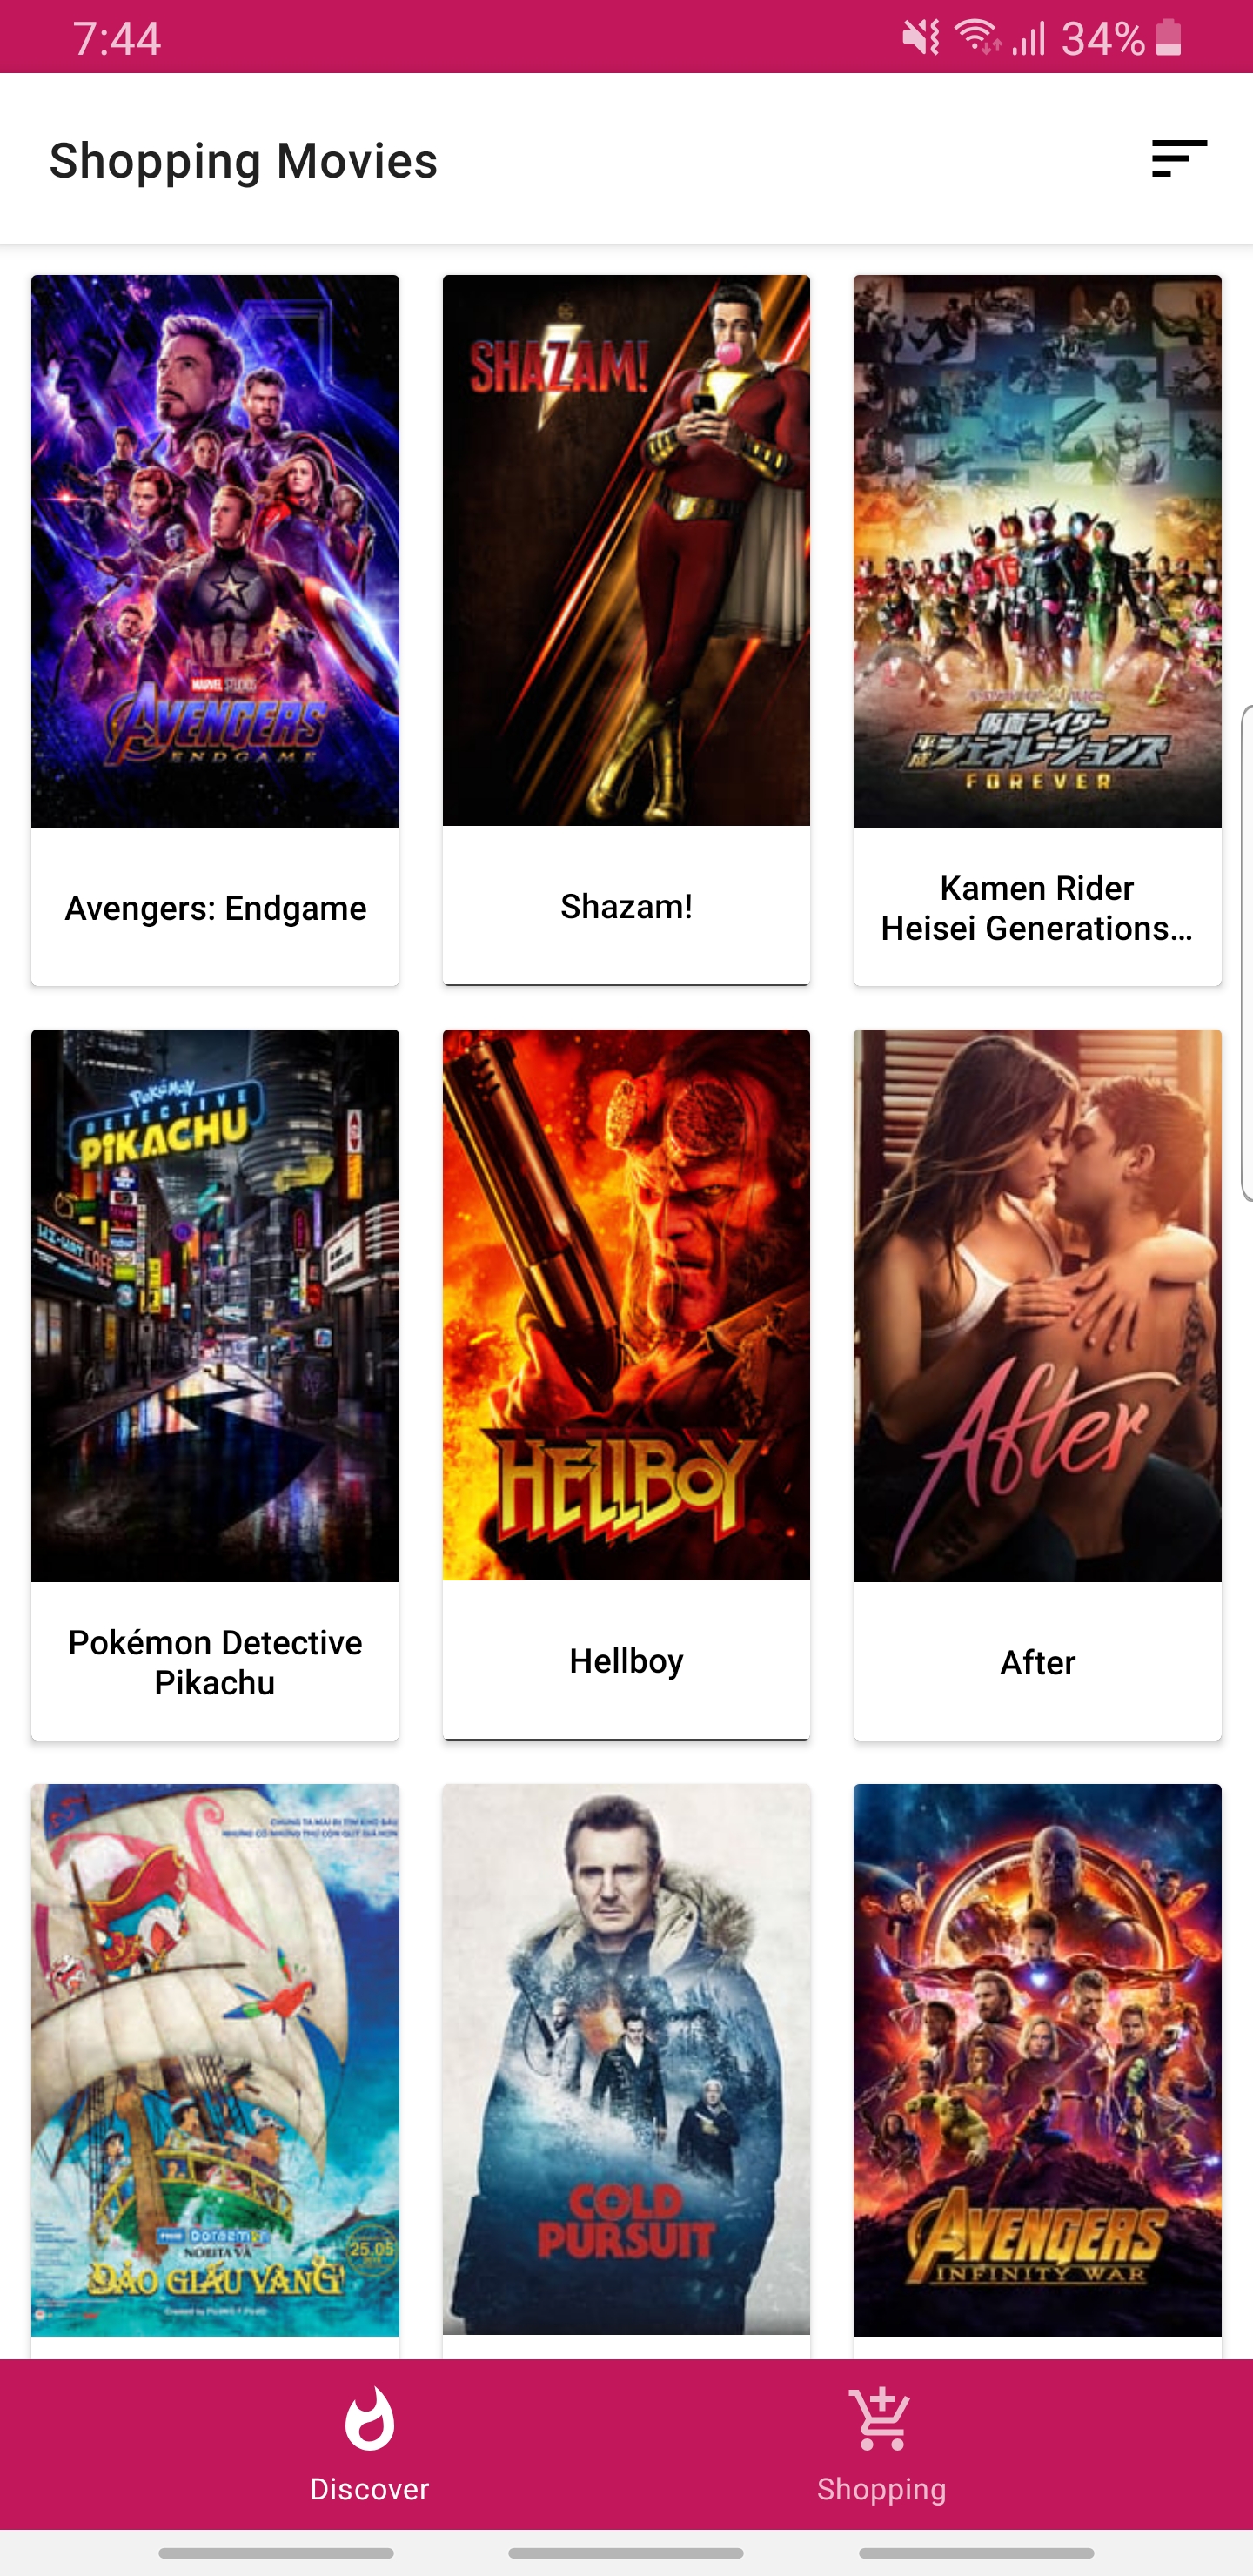 7:44
34%
Shopping Movies
MARVEL STUDIOS
AVENGERS
ENDGAME
SHAZAM!
仮面ライダー
平成ジェネレーションズ
FOREVER
Avengers: Endgame
Shazam!
Kamen Rider
Heisei Generations...
POKÉMON
DETECTIVE
PIKACHU
HI-HAT CAFE
HELLBOY
After
Pokémon Detective
Pikachu
Hellboy
After
Doraemon
NOBITA VÀ
ĐẢO GIẤU VÀNG
25.05
COLD
PURSUIT
AVENGERS
INFINITY WAR
Discover
Shopping